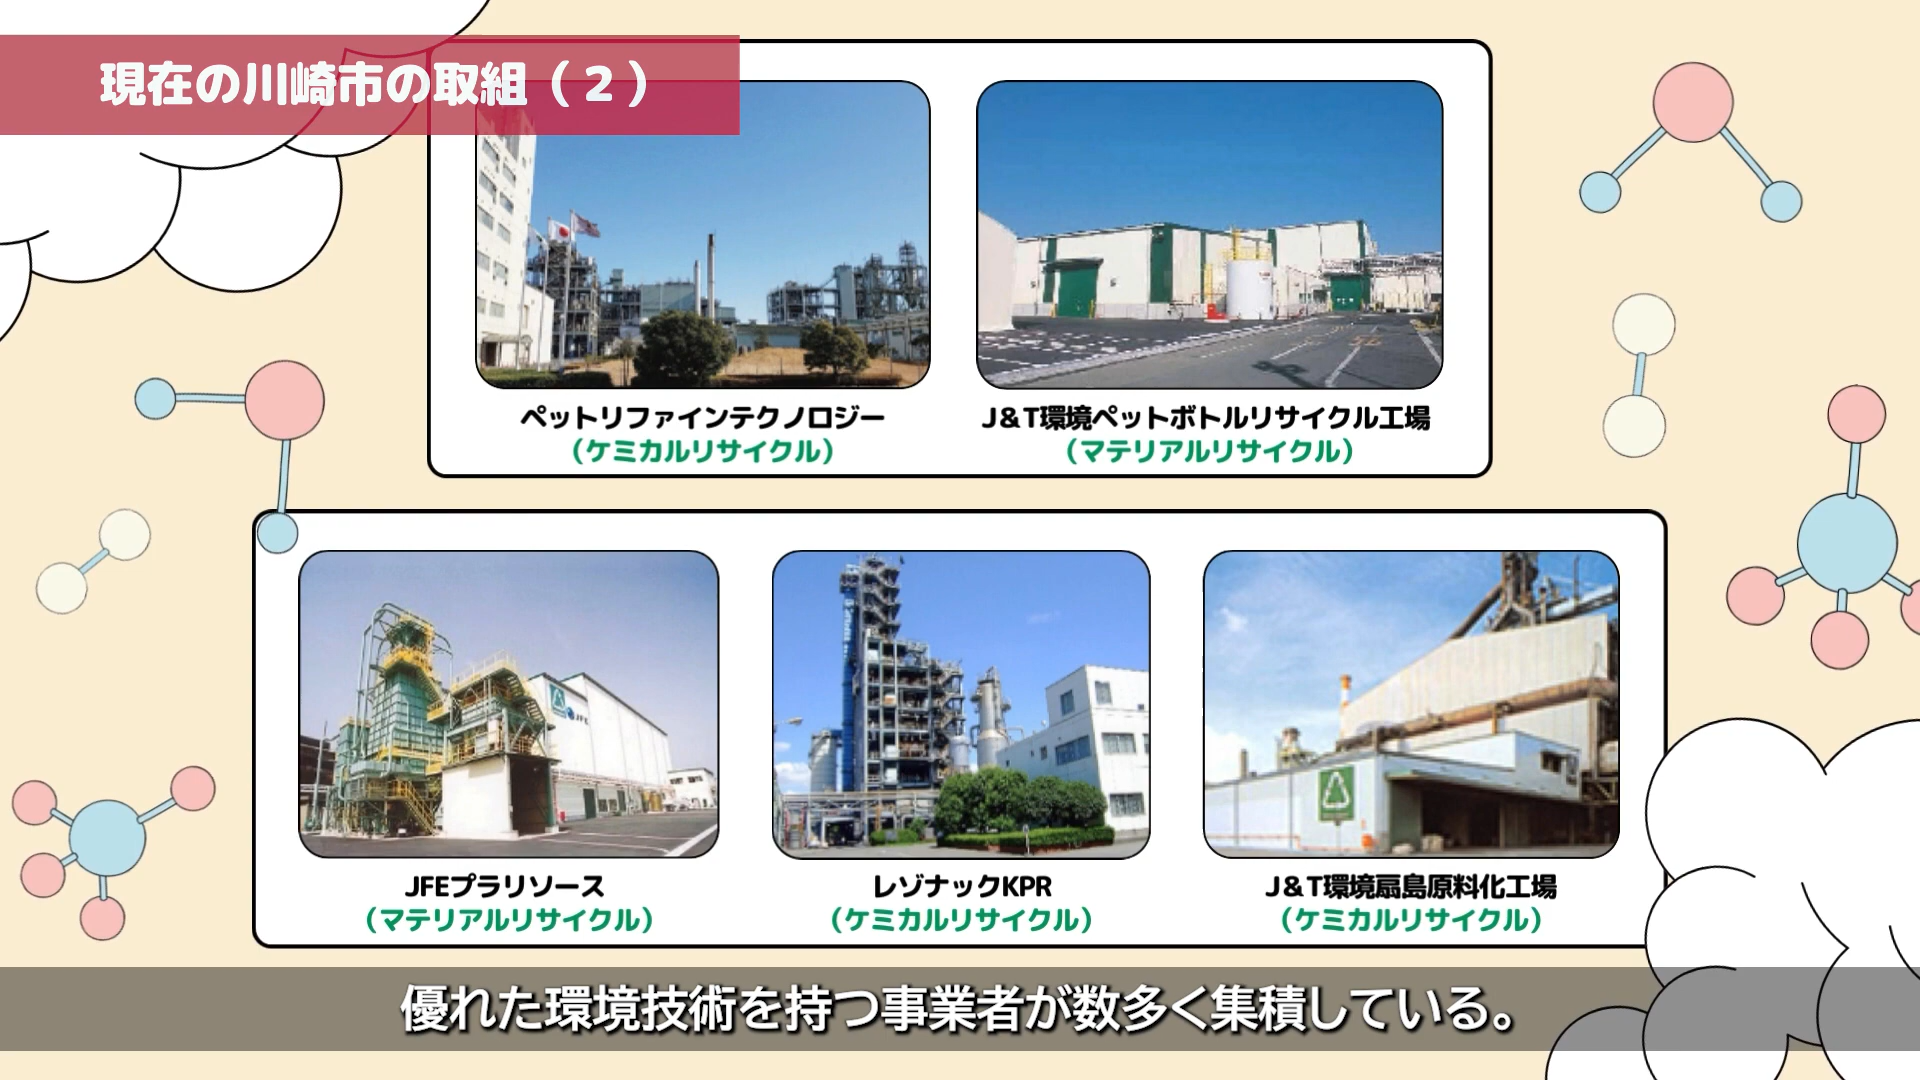 現在の川崎市の取組（２）
ペットリファインテクノロジー
（ケミカルリサイクル）
J&T環境ペットボトルリサイクル工場
（マテリアルリサイクル）
JFE
JFEプラリソース
（マテリアルリサイクル）
レゾナックKPR
（ケミカルリサイクル）
J&T環境扇島原料化工場
（ケミカルリサイクル）
優れた環境技術を持つ事業者が数多く集積している。